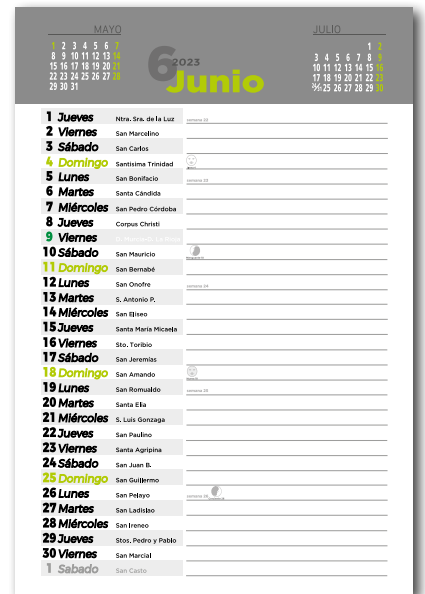 MAYO
1 2 3 4 5 6 7
8 9 10 11 12 13 14
15 16 17 18 19 20 21
22 23 24 25 26 27 28
29 30 31
6 2023
Junio
JULIO
1 2
3 4 5 6 7 8 9
10 11 12 13 14 15 16
17 18 19 20 21 22 23
25 26 27 28 29 30
1 Jueves Ntra. Sra. de la Luz semana 22
2 Viernes San Marcelino
3 Sábado San Carlos
4 Domingo Santísima Trinidad
5 Lunes San Bonifacio semana 23
6 Martes Santa Cándida
7 Miércoles San Pedro Córdoba
8 Jueves Corpus Christi
9 Viernes
10 Sábado San Mauricio
11 Domingo San Bernabé
12 Lunes San Onofre semana 24
13 Martes S. Antonio P.
14 Miércoles San Eliseo
15 Jueves Santa María Micaela
16 Viernes Sto. Toribio
17 Sábado San Jeremías
18 Domingo San Amando
19 Lunes San Romualdo semana 25
20 Martes Santa Elia
21 Miércoles S. Luis Gonzaga
22 Jueves San Paulino
23 Viernes Santa Agripina
24 Sábado San Juan B.
25 Domingo San Guillermo
26 Lunes San Pelayo semana 26
27 Martes San Ladislao
28 Miércoles San Ireneo
29 Jueves Stos. Pedro y Pablo
30 Viernes San Marcial
1 Sabado San Casto